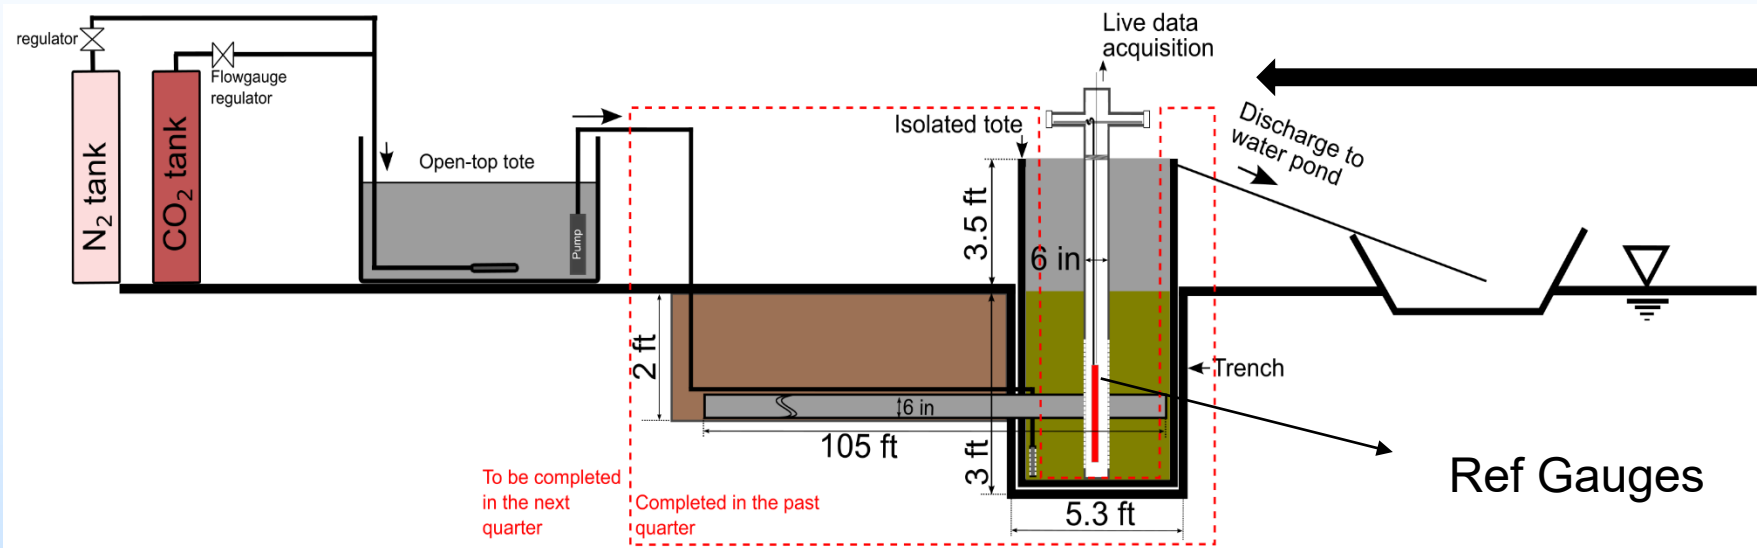 Live data
acquisition
regulator
Flowgauge
regulator
N2 tank
CO2 tank
Open-top tote
Pump
Isolated tote
Discharge to
water pond
3.5 ft
6 in
2 ft
6 in
105 ft
3 ft
5.3 ft
Trench
Ref Gauges
To be completed
in the next
quarter
Completed in the past
quarter